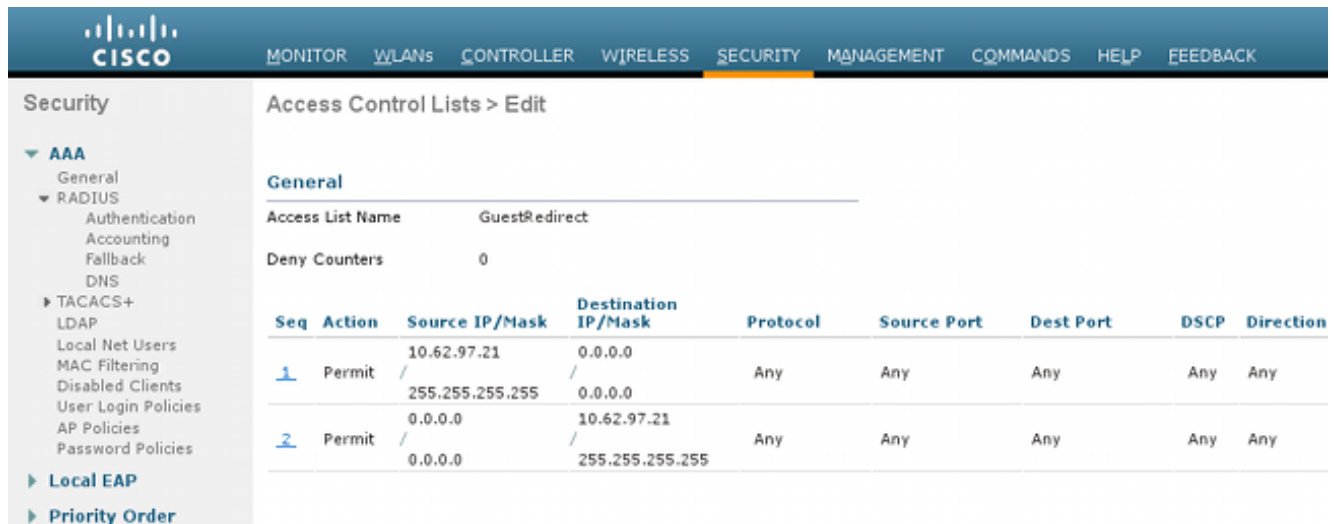 CISCO
MONITOR WLANs CONTROLLER WIRELESS SECURITY MANAGEMENT COMMANDS HELP FEEDBACK
Security
AAA
General
RADIUS
Authentication
Accounting
Fallback
DNS
TACACS+
LDAP
Local Net Users
MAC Filtering
Disabled Clients
User Login Policies
AP Policies
Password Policies
Local EAP
Priority Order
Access Control Lists > Edit
General
Access List Name GuestRedirect
Deny Counters 0
Seq Action Source IP/Mask Destination IP/Mask Protocol Source Port Dest Port DSCP Direction
1 Permit 10.62.97.21 / 255.255.255.255 0.0.0.0 / 0.0.0.0 Any Any Any Any Any
2 Permit 0.0.0.0 / 0.0.0.0 10.62.97.21 / 255.255.255.255 Any Any Any Any Any